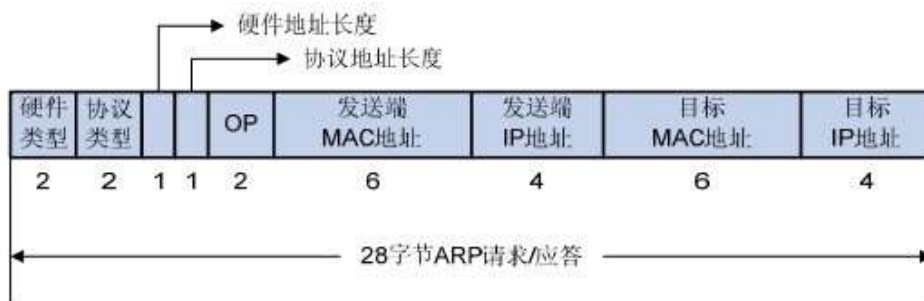 硬件地址长度
协议地址长度
硬件类型
协议类型
OP
发送端MAC地址
发送端IP地址
目标MAC地址
目标IP地址
2 2 1 1 2 6 4 6 4
28字节ARP请求/应答